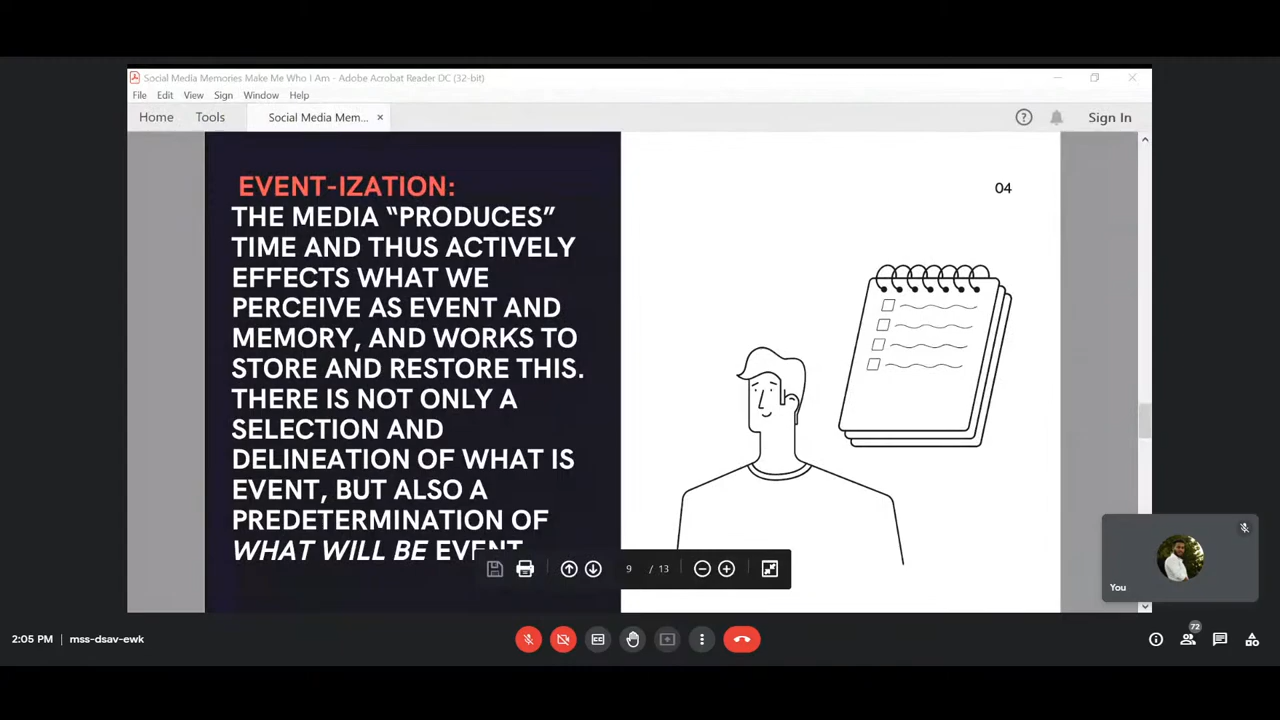 Social Media Memories Make Me Who I Am - Adobe Acrobat Reader DC (32-bit)
File Edit View Sign Window Help
Home Tools Social Media Mem... × Sign In
EVENT-IZATION:
THE MEDIA “PRODUCES”
TIME AND THUS ACTIVELY
EFFECTS WHAT WE
PERCEIVE AS EVENT AND
MEMORY, AND WORKS TO
STORE AND RESTORE THIS.
THERE IS NOT ONLY A
SELECTION AND
DELINEATION OF WHAT IS
EVENT, BUT ALSO A
PREDETERMINATION OF
WHAT WILL BE EVENT
04
9 / 13
You
2:05 PM | mss-dsav-ewk
72